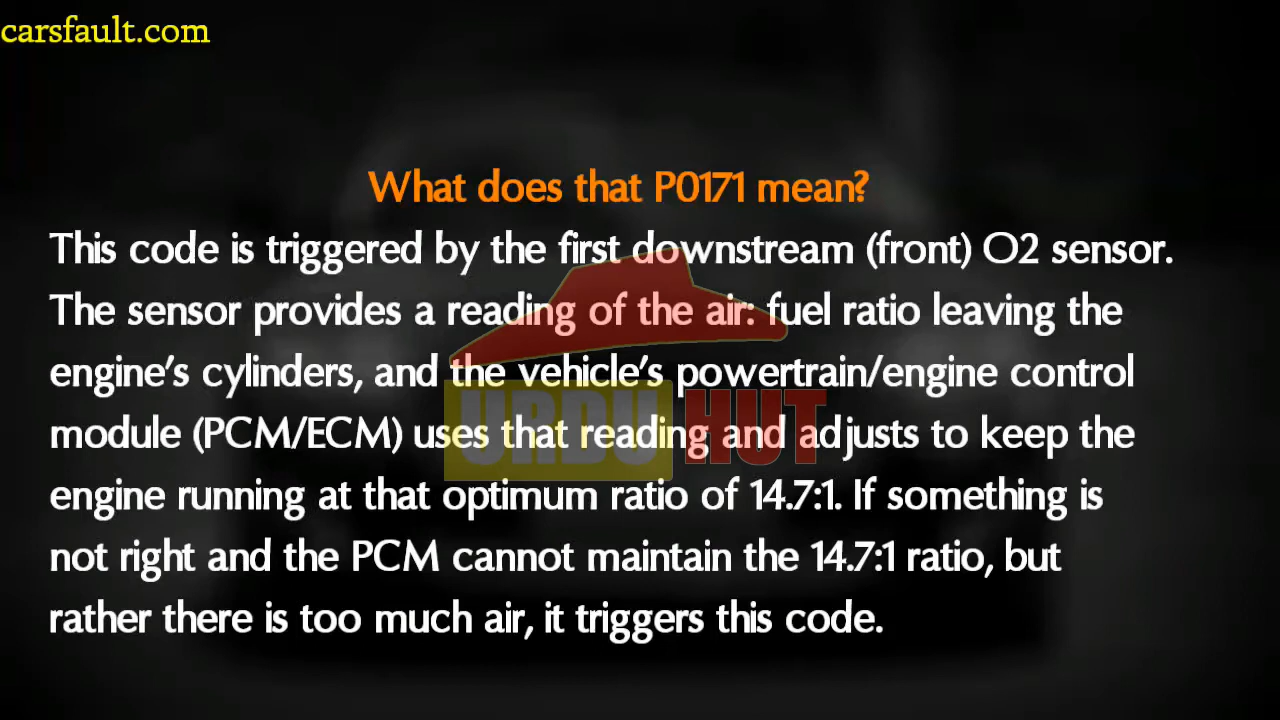 carsfault.com
What does that P0171 mean?
This code is triggered by the first downstream (front) O2 sensor.
The sensor provides a reading of the air: fuel ratio leaving the
engine's cylinders, and the vehicle's powertrain/engine control
module (PCM/ECM) uses that reading and adjusts to keep the
URDU HUT
engine running at that optimum ratio of 14.7:1. If something is
not right and the PCM cannot maintain the 14.7:1 ratio, but
rather there is too much air, it triggers this code.